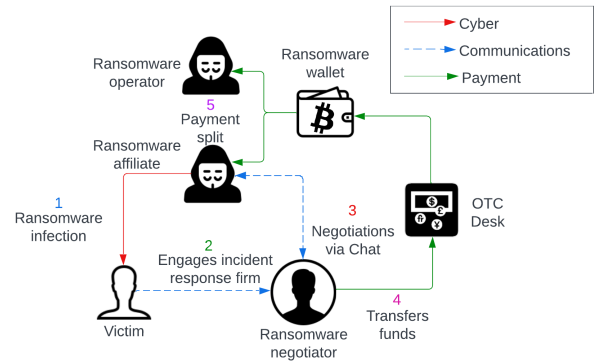 Cyber
Communications
Payment
Ransomware
operator
Ransomware
wallet
5
Payment
split
Ransomware
affiliate
1
Ransomware
infection
2
Engages incident
response firm
3
Negotiations
via Chat
OTC
Desk
4
Transfers
funds
Victim
Ransomware
negotiator